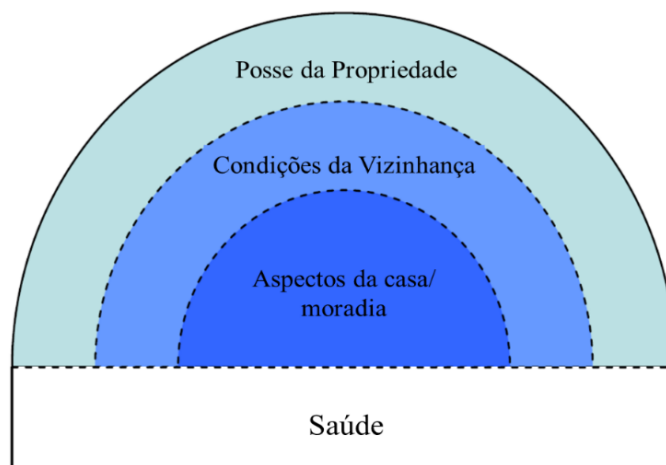 Posse da Propriedade
Condições da Vizinhança
Aspectos da casa/
moradia
Saúde